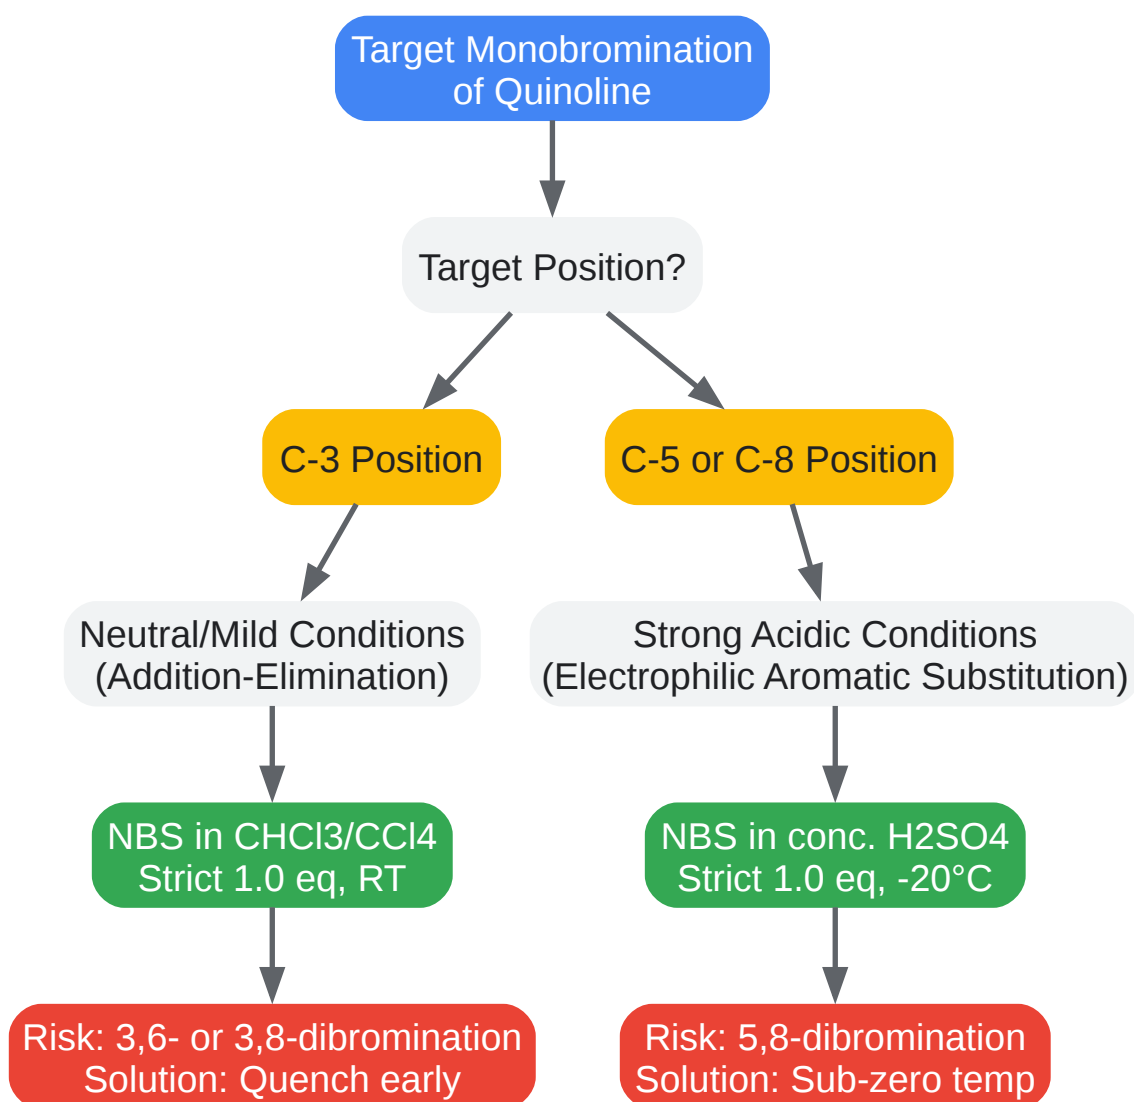 Target Monobromination
of Quinoline
Target Position?
C-3 Position
C-5 or C-8 Position
Neutral/Mild Conditions
(Addition-Elimination)
Strong Acidic Conditions
(Electrophilic Aromatic Substitution)
NBS in CHCl3/CCl4
Strict 1.0 eq, RT
NBS in conc. H2SO4
Strict 1.0 eq, -20°C
Risk: 3,6- or 3,8-dibromination
Solution: Quench early
Risk: 5,8-dibromination
Solution: Sub-zero temp